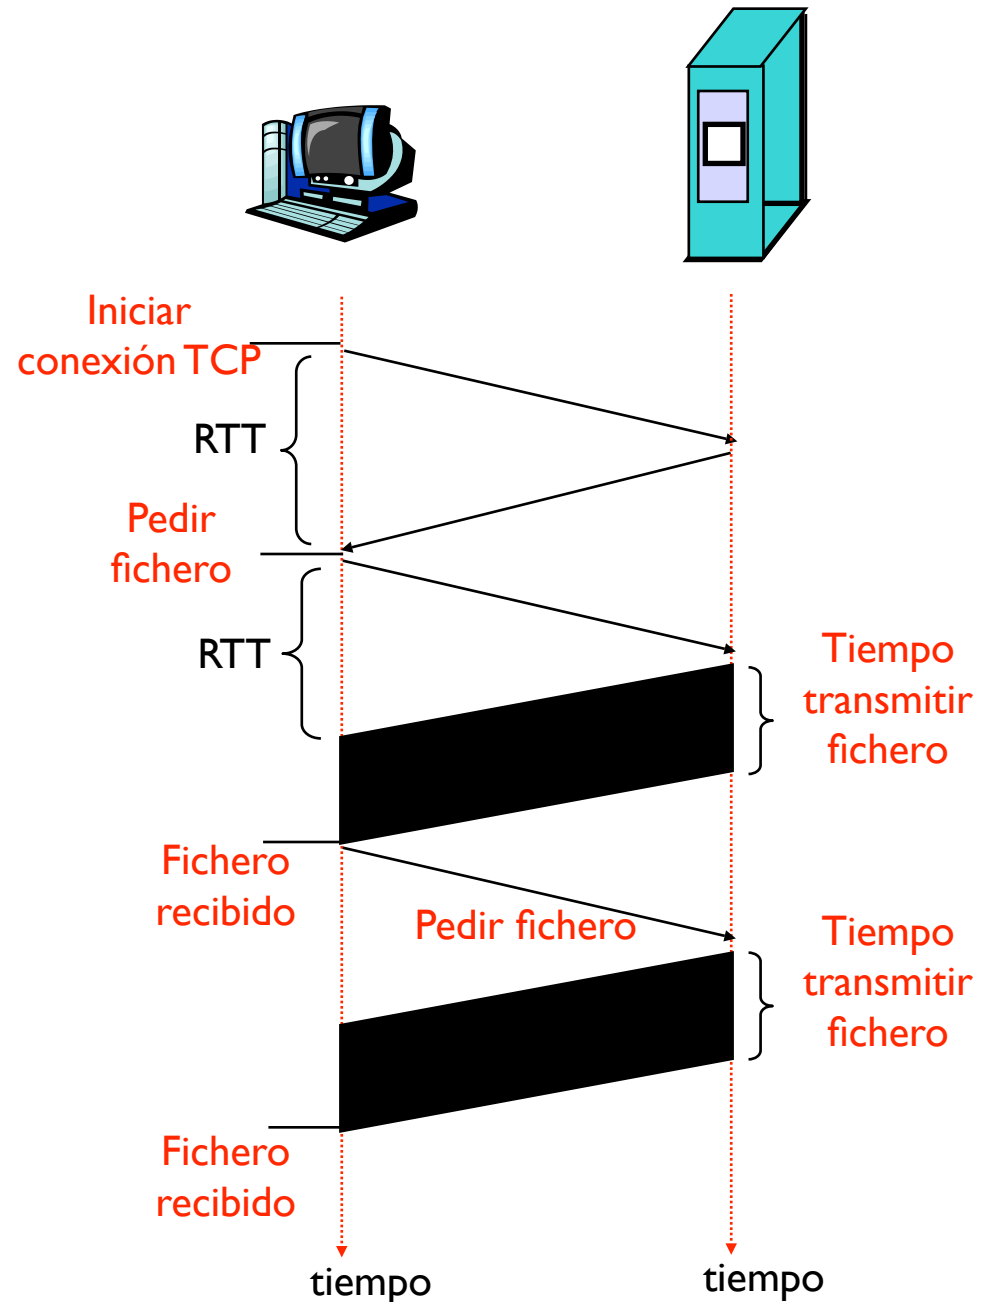 Iniciar
conexión TCP
RTT
Pedir
fichero
RTT
Tiempo
transmitir
fichero
Fichero
recibido
Pedir fichero
Tiempo
transmitir
fichero
Fichero
recibido
tiempo
tiempo